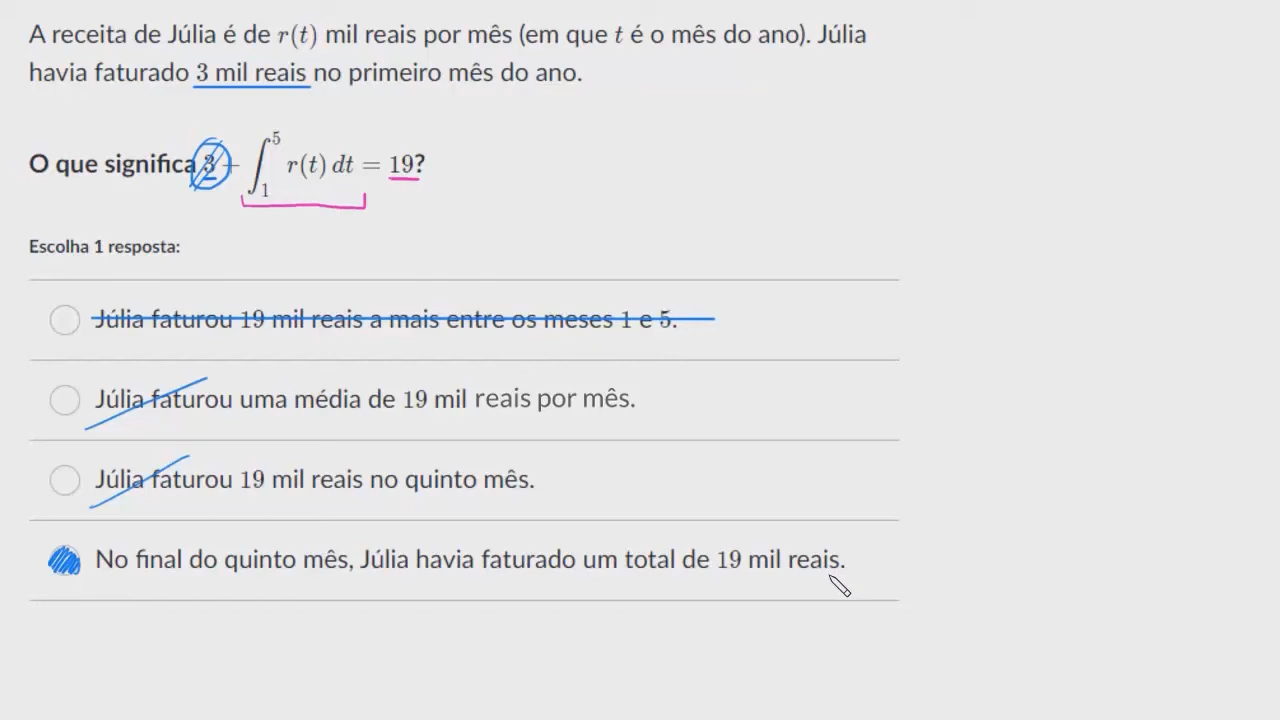 A receita de Júlia é de r(t) mil reais por mês (em que t é o mês do ano). Júlia
havia faturado 3 mil reais no primeiro mês do ano.
O que significa 3 + ∫₁⁵ r(t) dt = 19?
Escolha 1 resposta:
Júlia faturou 19 mil reais a mais entre os meses 1 e 5.
Júlia faturou uma média de 19 mil reais por mês.
Júlia faturou 19 mil reais no quinto mês.
No final do quinto mês, Júlia havia faturado um total de 19 mil reais.